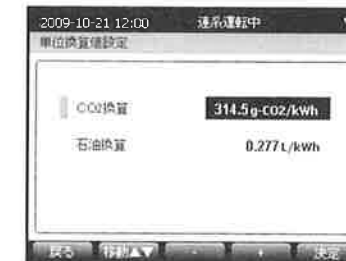 2009-10-21 12:00 連系運転中
単位換算値設定
CO2換算 314.5g-CO2/kWh
石油換算 0.277L/kWh
戻る 移動▲▼ - + 決定